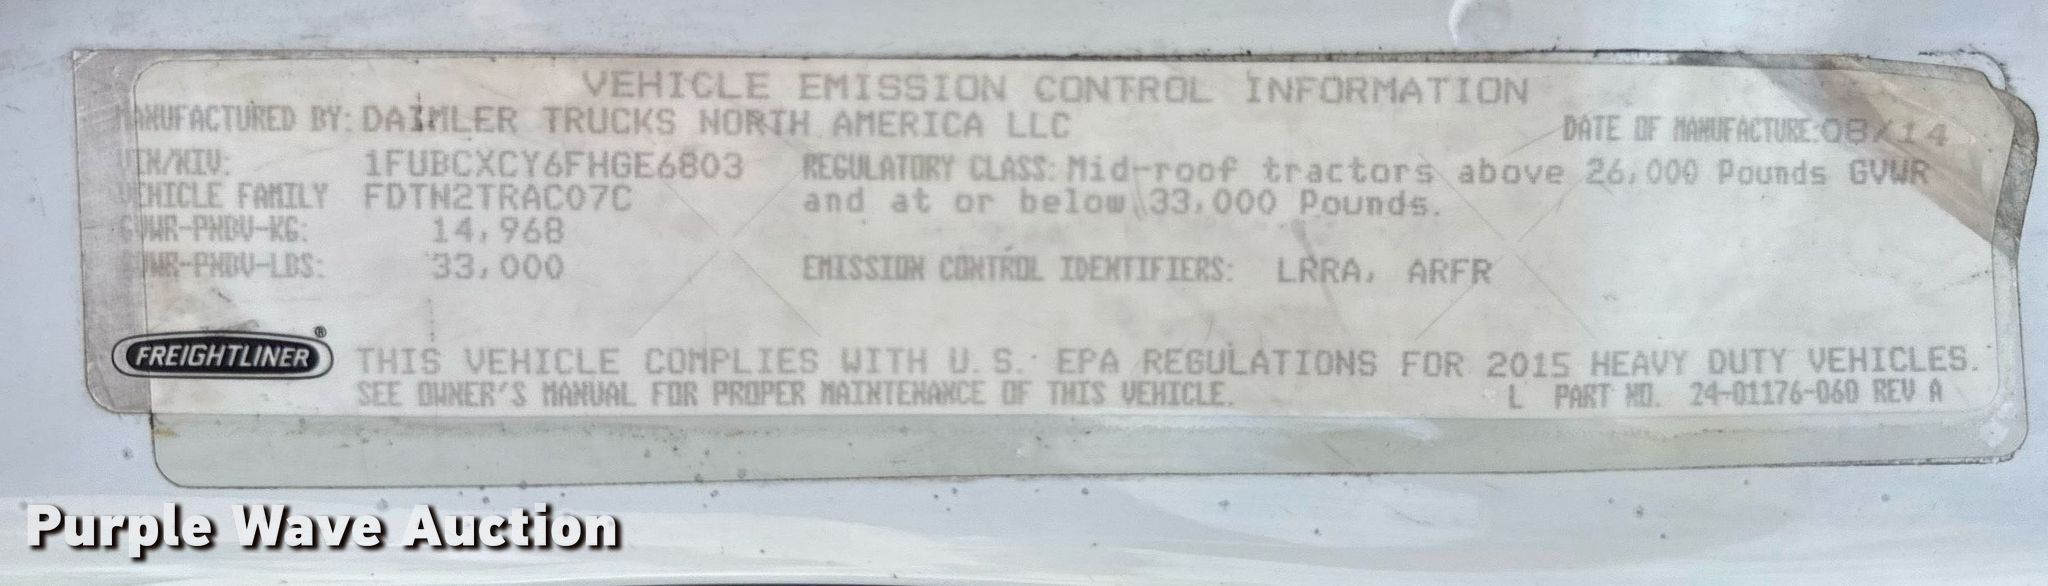 VEHICLE EMISSION CONTROL INFORMATION
MANUFACTURED BY: DAIMLER TRUCKS NORTH AMERICA LLC DATE OF MANUFACTURE: 08/14
VIN/NIV: 1FUBCXCY6FHGE6803 REGULATORY CLASS: Mid-roof tractors above 26,000 Pounds GVWR
VEHICLE FAMILY FDTN2TRAC07C and at or below 33,000 Pounds.
GVWR-PNBV-KG: 14,968
GVWR-PNBV-LBS: 33,000 EMISSION CONTROL IDENTIFIERS: LRRA, ARFR
FREIGHTLINER®
THIS VEHICLE COMPLIES WITH U.S. EPA REGULATIONS FOR 2015 HEAVY DUTY VEHICLES.
SEE OWNER'S MANUAL FOR PROPER MAINTENANCE OF THIS VEHICLE. L PART NO. 24-01176-060 REV A
Purple Wave Auction